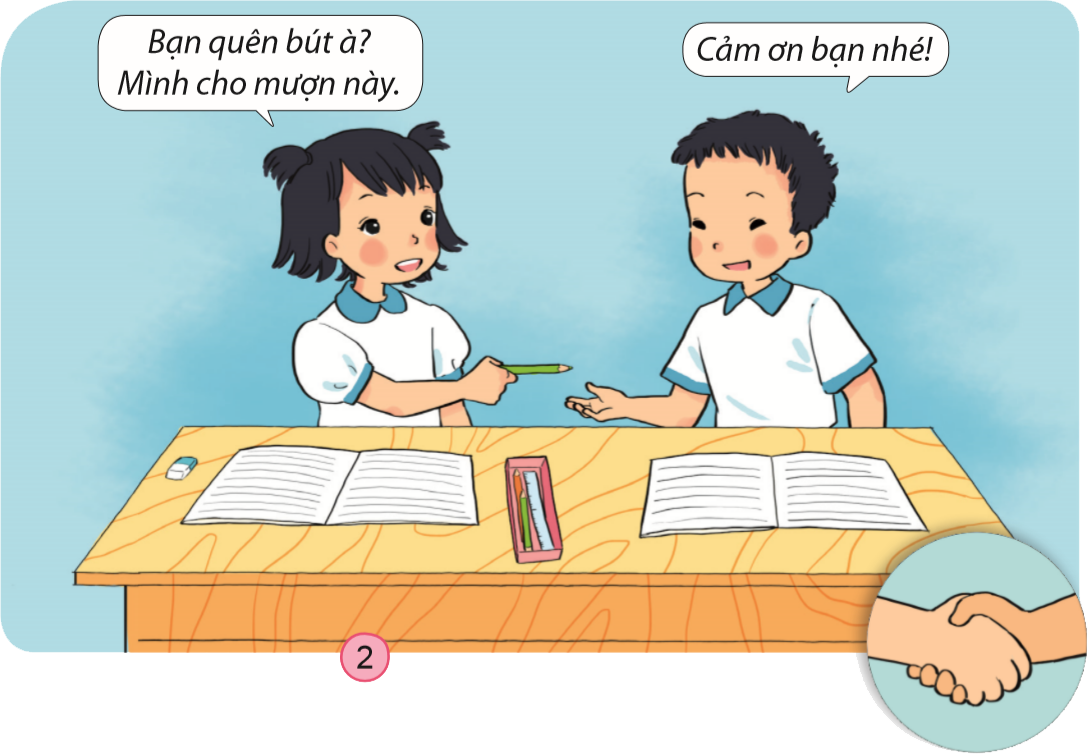 Bạn quên bút à?
Mình cho mượn này.
Cảm ơn bạn nhé!
2